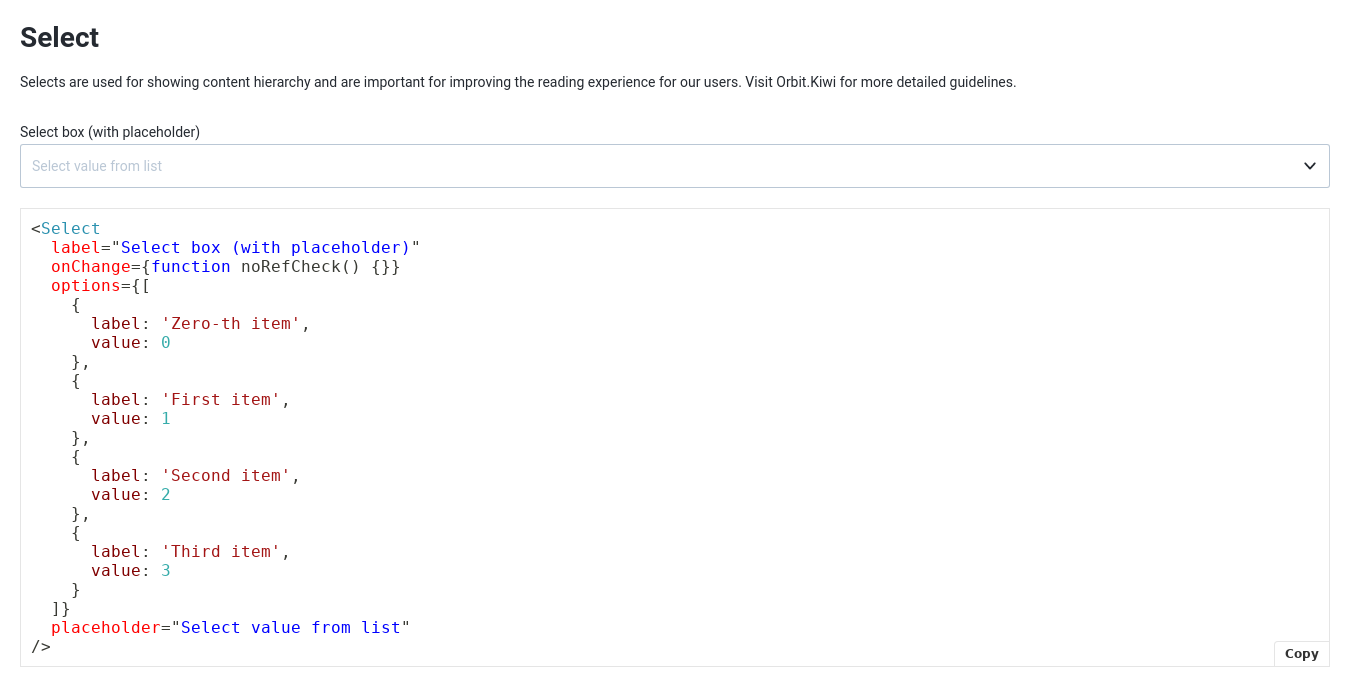 Select
Selects are used for showing content hierarchy and are important for improving the reading experience for our users. Visit Orbit.Kiwi for more detailed guidelines.
Select box (with placeholder)
Select value from list
<Select
  label="Select box (with placeholder)"
  onChange={function noRefCheck() {}}
  options={[
    {
      label: 'Zero-th item',
      value: 0
    },
    {
      label: 'First item',
      value: 1
    },
    {
      label: 'Second item',
      value: 2
    },
    {
      label: 'Third item',
      value: 3
    }
  ]}
  placeholder="Select value from list"
/>
Copy